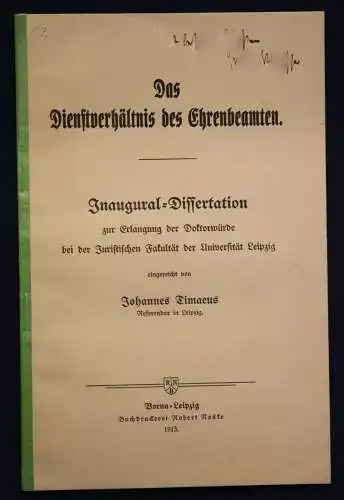 Das
Dienstverhältnis des Ehrenbeamten.
Inaugural-Dissertation
zur Erlangung der Doktorwürde
bei der Juristischen Fakultät der Universität Leipzig
eingereicht von
Johannes Timaeus
Referendar in Leipzig.
Borna-Leipzig
Buchdruckerei Robert Noske
1913.